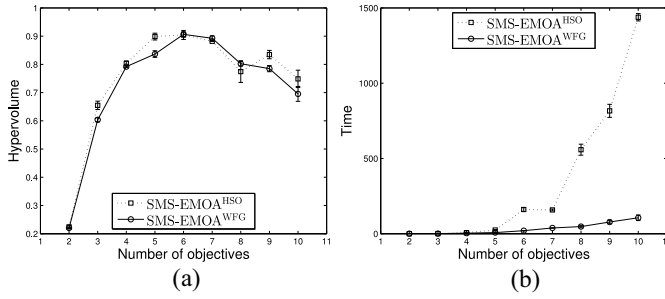 1
0.9
0.8
0.7
0.6
0.5
0.4
0.3
0.2
Hypervolume
SMS-EMOA^HSO
SMS-EMOA^WFG
1 2 3 4 5 6 7 8 9 10 11
Number of objectives
(a)
1500
1000
500
0
Time
SMS-EMOA^HSO
SMS-EMOA^WFG
1 2 3 4 5 6 7 8 9 10 11
Number of objectives
(b)